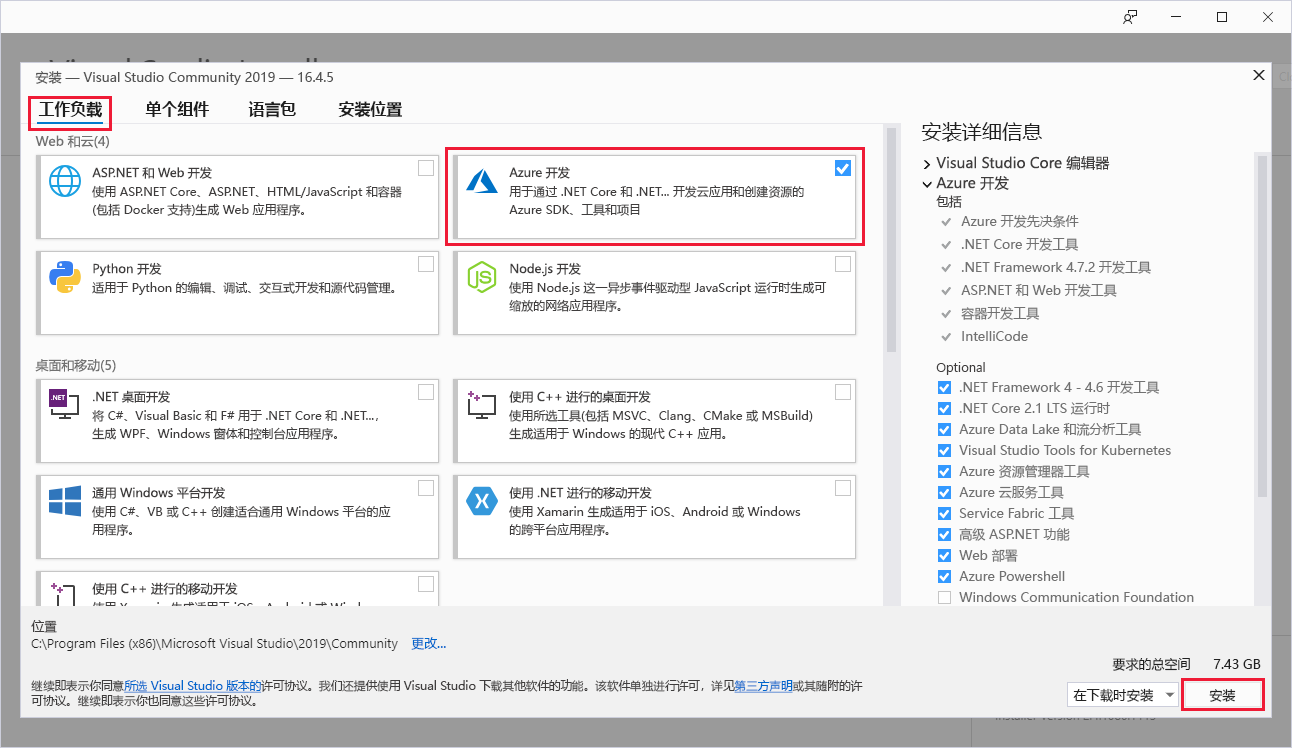 安装 — Visual Studio Community 2019 — 16.4.5
工作负载
单个组件
语言包
安装位置
Web 和云(4)
ASP.NET 和 Web 开发
使用 ASP.NET Core、ASP.NET、HTML/JavaScript 和容器
(包括 Docker 支持)生成 Web 应用程序。
Azure 开发
用于通过 .NET Core 和 .NET... 开发云应用和创建资源的
Azure SDK、工具和项目
Python 开发
适用于 Python 的编辑、调试、交互式开发和源代码管理。
Node.js 开发
使用 Node.js 这一异步事件驱动型 JavaScript 运行时生成可
缩放的网络应用程序。
桌面和移动(5)
.NET
.NET 桌面开发
将 C#、Visual Basic 和 F# 用于 .NET Core 和 .NET...,
生成 WPF、Windows 窗体和控制台应用程序。
使用 C++ 进行的桌面开发
使用所选工具(包括 MSVC、Clang、CMake 或 MSBuild)
生成适用于 Windows 的现代 C++ 应用。
通用 Windows 平台开发
使用 C#、VB 或 C++ 创建适合通用 Windows 平台的应
用程序。
使用 .NET 进行的移动开发
使用 Xamarin 生成适用于 iOS、Android 或 Windows
的跨平台应用程序。
使用 C++ 进行的移动开发
安装详细信息
Visual Studio Core 编辑器
Azure 开发
包括
Azure 开发先决条件
.NET Core 开发工具
.NET Framework 4.7.2 开发工具
ASP.NET 和 Web 开发工具
容器开发工具
IntelliCode
Optional
.NET Framework 4 - 4.6 开发工具
.NET Core 2.1 LTS 运行时
Azure Data Lake 和流分析工具
Visual Studio Tools for Kubernetes
Azure 资源管理器工具
Azure 云服务工具
Service Fabric 工具
高级 ASP.NET 功能
Web 部署
Azure Powershell
Windows Communication Foundation
位置
C:\Program Files (x86)\Microsoft Visual Studio\2019\Community 更改...
要求的总空间 7.43 GB
继续即表示你同意所选 Visual Studio 版本的许可协议。我们还提供使用 Visual Studio 下载其他软件的功能。该软件单独进行许可，详见第三方声明或其随附的许
可协议。继续即表示你也同意这些许可协议。
在下载时安装
安装